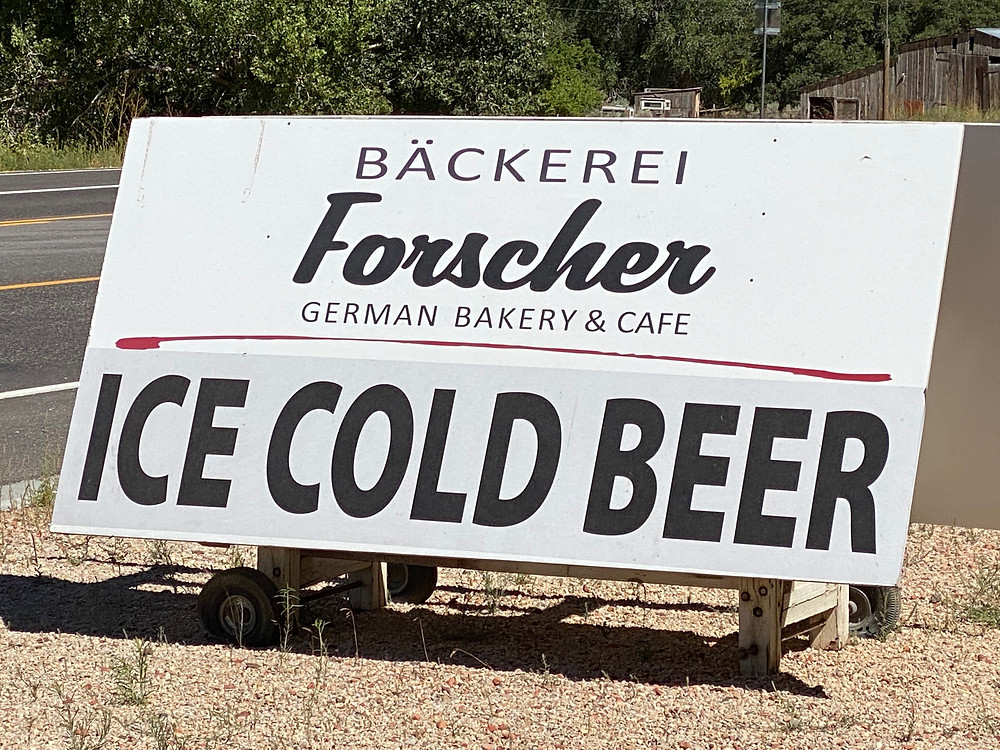 BÄCKEREI
Forscher
GERMAN BAKERY & CAFE
ICE COLD BEER